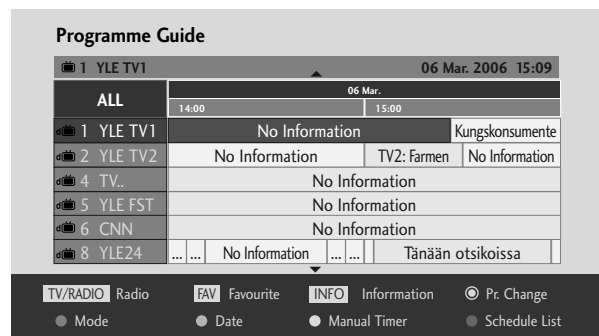 Programme Guide
1 YLE TV1 06 Mar. 2006 15:09
ALL 06 Mar.
14:00 15:00
1 YLE TV1 No Information Kungskonsumente
2 YLE TV2 No Information TV2: Farmen No Information
4 TV.. No Information
5 YLE FST No Information
6 CNN No Information
8 YLE24 ... ... No Information ... ... Tänään otsikoissa
TV/RADIO Radio FAV Favourite INFO Information Pr. Change
Mode Date Manual Timer Schedule List